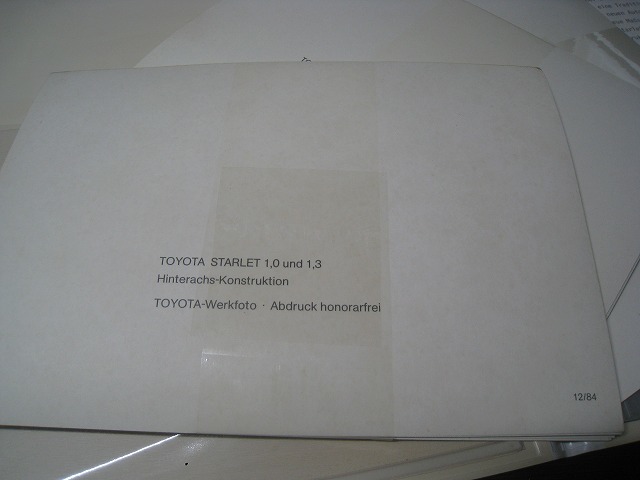 TOYOTA STARLET 1,0 und 1,3
Hinterachs-Konstruktion
TOYOTA-Werkfoto · Abdruck honorarfrei
12/84